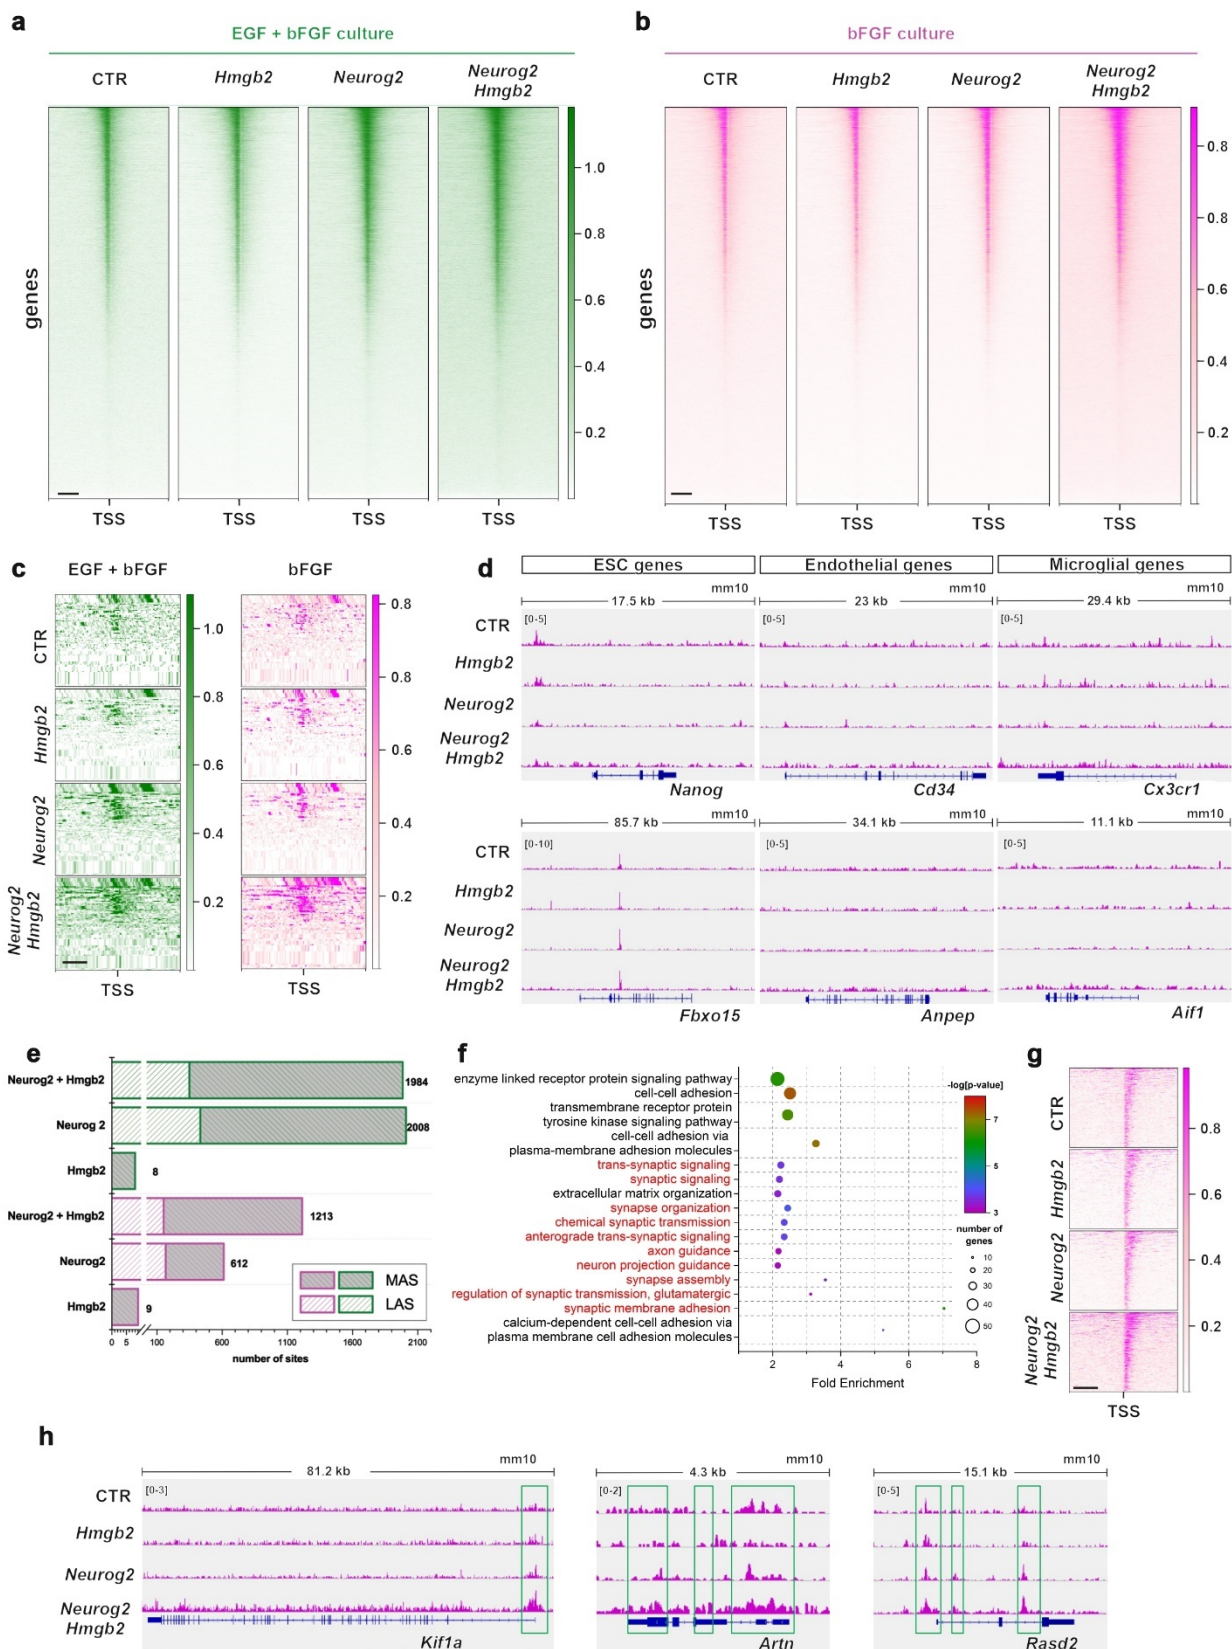 a
EGF + bFGF culture
CTR
Hmgb2
Neurog2
Neurog2
Hmgb2
genes
1.0
0.8
0.6
0.4
0.2
TSS
TSS
TSS
TSS
b
bFGF culture
CTR
Hmgb2
Neurog2
Neurog2
Hmgb2
0.8
0.6
0.4
0.2
TSS
TSS
TSS
TSS
c
EGF + bFGF
bFGF
CTR
Hmgb2
Neurog2
Neurog2
Hmgb2
1.0
0.8
0.6
0.4
0.2
0.8
0.6
0.4
0.2
TSS
TSS
d
ESC genes
Endothelial genes
Microglial genes
mm10
mm10
mm10
17.5 kb
23 kb
29.4 kb
CTR
Hmgb2
Neurog2
Neurog2
Hmgb2
[0-5]
[0-5]
[0-5]
Nanog
Cd34
Cx3cr1
mm10
mm10
mm10
85.7 kb
34.1 kb
11.1 kb
CTR
Hmgb2
Neurog2
Neurog2
Hmgb2
[0-10]
[0-5]
[0-5]
Fbxo15
Anpep
Aif1
e
Neurog2 + Hmgb2
1984
Neurog 2
2008
Hmgb2
8
Neurog2 + Hmgb2
1213
Neurog2
612
Hmgb2
9
MAS
LAS
0 5 100 600 1100 1600 2100
number of sites
f
enzyme linked receptor protein signaling pathway
cell-cell adhesion
transmembrane receptor protein
tyrosine kinase signaling pathway
cell-cell adhesion via
plasma-membrane adhesion molecules
trans-synaptic signaling
synaptic signaling
extracellular matrix organization
synapse organization
chemical synaptic transmission
anterograde trans-synaptic signaling
axon guidance
neuron projection guidance
synapse assembly
regulation of synaptic transmission, glutamatergic
synaptic membrane adhesion
calcium-dependent cell-cell adhesion via
plasma membrane cell adhesion molecules
2 4 6 8
Fold Enrichment
-log[p-value]
7
5
3
number of
genes
10
20
30
40
50
g
CTR
Hmgb2
Neurog2
Neurog2
Hmgb2
0.8
0.6
0.4
0.2
TSS
h
mm10
mm10
mm10
81.2 kb
4.3 kb
15.1 kb
CTR
Hmgb2
Neurog2
Neurog2
Hmgb2
[0-3]
[0-2]
[0-5]
Kif1a
Artn
Rasd2